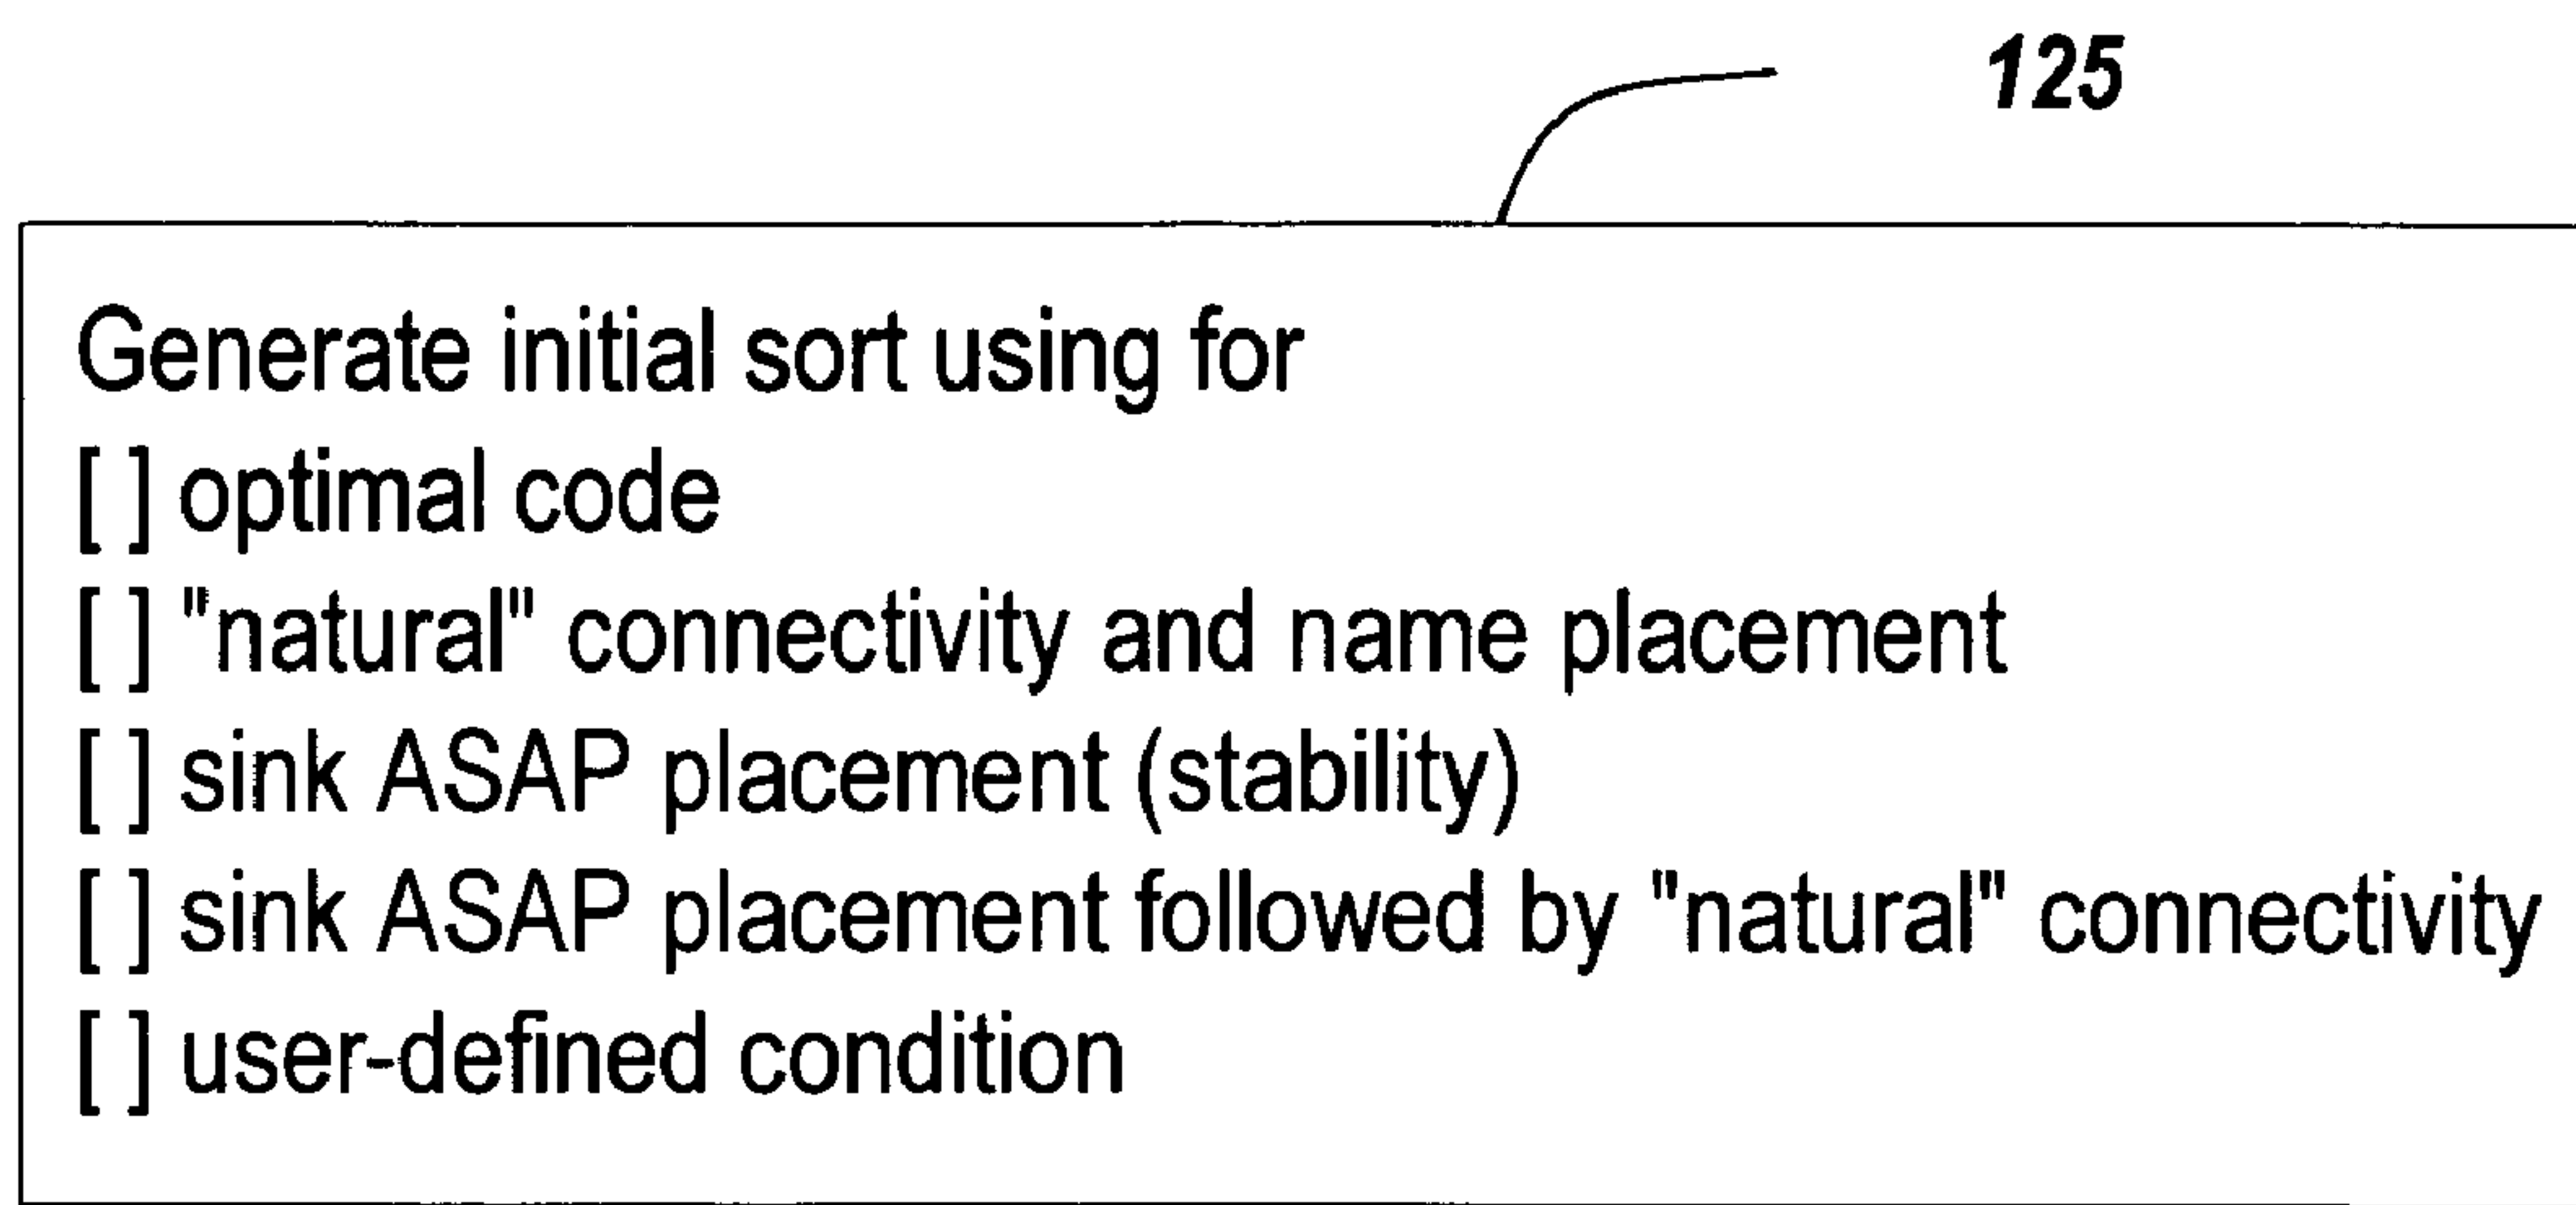 125
Generate initial sort using for
[ ] optimal code
[ ] "natural" connectivity and name placement
[ ] sink ASAP placement (stability)
[ ] sink ASAP placement followed by "natural" connectivity
[ ] user-defined condition